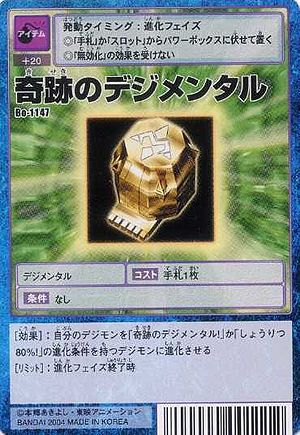 アイテム
+20
発動タイミング：進化フェイズ
○「手札」か「スロット」からパワーボックスに伏せて置く
○「無効化」の効果を受けない
奇跡のデジメンタル
Bo-1147
デジメンタル
コスト 手札1枚
条件 なし
[効果]：自分のデジモンを「奇跡のデジメンタル!」か「しょうりつ
80%!」の進化条件を持つデジモンに進化させる
[リミット]：進化フェイズ終了時
©本郷あきよし・東映アニメーション
BANDAI 2004 MADE IN KOREA